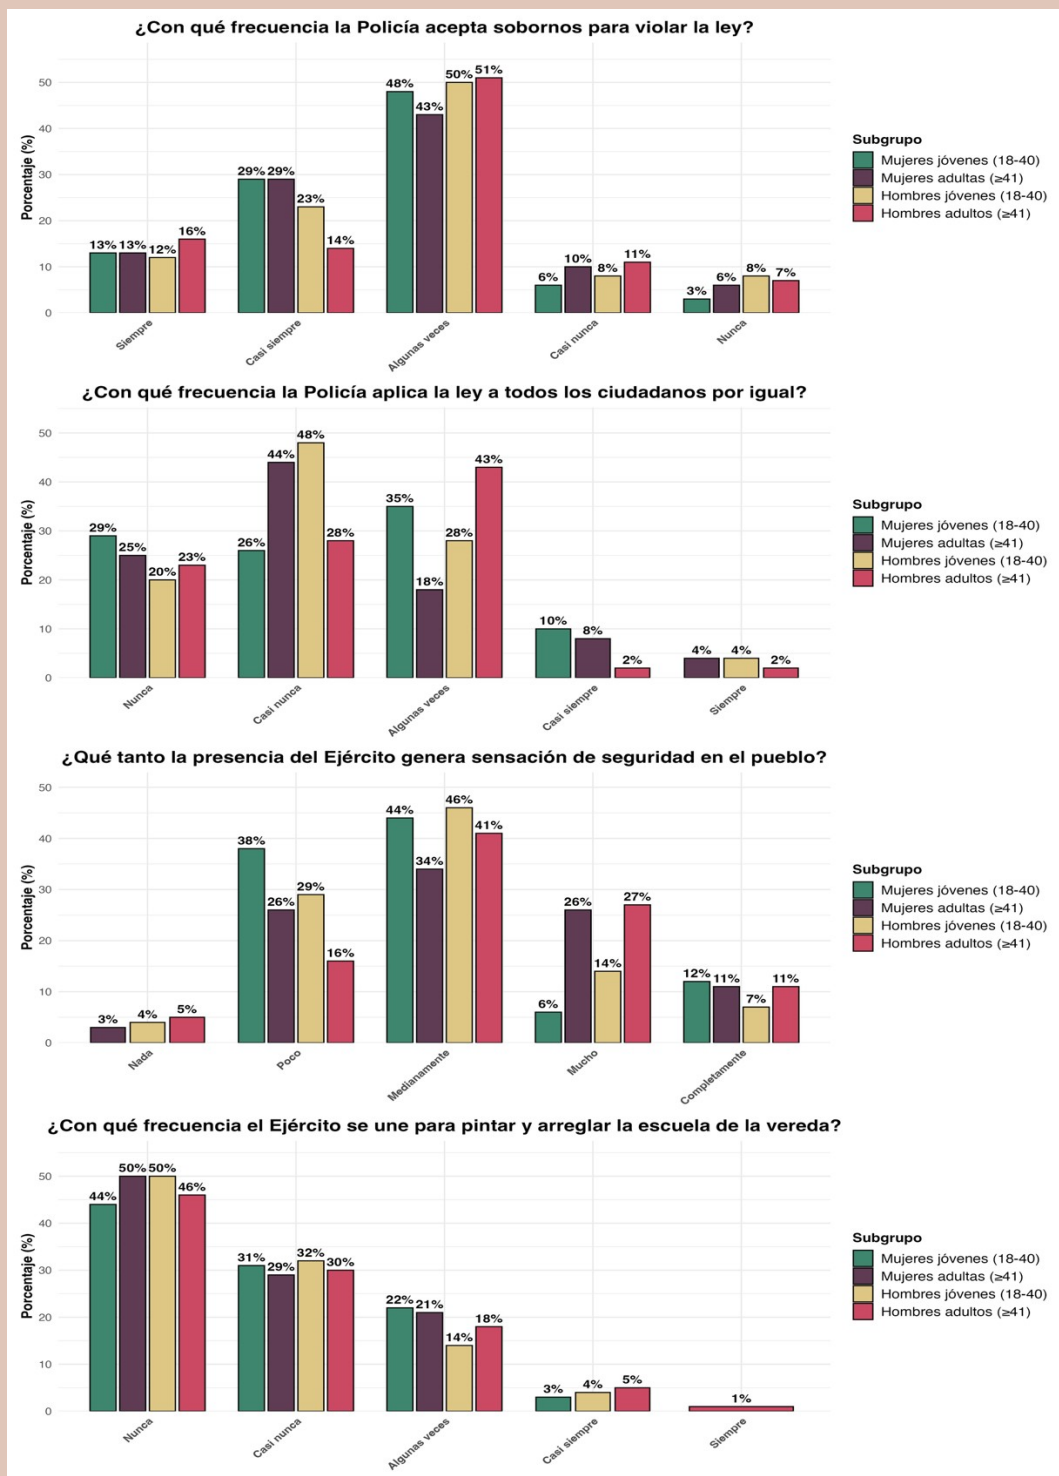 ¿Con qué frecuencia la Policía acepta sobornos para violar la ley?
Porcentaje (%)
50
40
30
20
10
0
13% 13% 12% 16%
29% 29% 23% 14%
48% 43% 50% 51%
6% 10% 8% 11%
3% 6% 8% 7%
Siempre
Casi siempre
Algunas veces
Casi nunca
Nunca
Subgrupo
Mujeres jóvenes (18-40)
Mujeres adultas (≥41)
Hombres jóvenes (18-40)
Hombres adultos (≥41)
¿Con qué frecuencia la Policía aplica la ley a todos los ciudadanos por igual?
Porcentaje (%)
50
40
30
20
10
0
29% 25% 20% 23%
26% 44% 48% 28%
35% 18% 28% 43%
10% 8% 2%
4% 4% 2%
Nunca
Casi nunca
Algunas veces
Casi siempre
Siempre
Subgrupo
Mujeres jóvenes (18-40)
Mujeres adultas (≥41)
Hombres jóvenes (18-40)
Hombres adultos (≥41)
¿Qué tanto la presencia del Ejército genera sensación de seguridad en el pueblo?
Porcentaje (%)
50
40
30
20
10
0
3% 4% 5%
38% 26% 29% 16%
44% 34% 46% 41%
6% 26% 14% 27%
12% 11% 7% 11%
Nada
Poco
Medianamente
Mucho
Completamente
Subgrupo
Mujeres jóvenes (18-40)
Mujeres adultas (≥41)
Hombres jóvenes (18-40)
Hombres adultos (≥41)
¿Con qué frecuencia el Ejército se une para pintar y arreglar la escuela de la vereda?
Porcentaje (%)
50
40
30
20
10
0
44% 50% 50% 46%
31% 29% 32% 30%
22% 21% 14% 18%
3% 4% 5%
1%
Nunca
Casi nunca
Algunas veces
Casi siempre
Siempre
Subgrupo
Mujeres jóvenes (18-40)
Mujeres adultas (≥41)
Hombres jóvenes (18-40)
Hombres adultos (≥41)